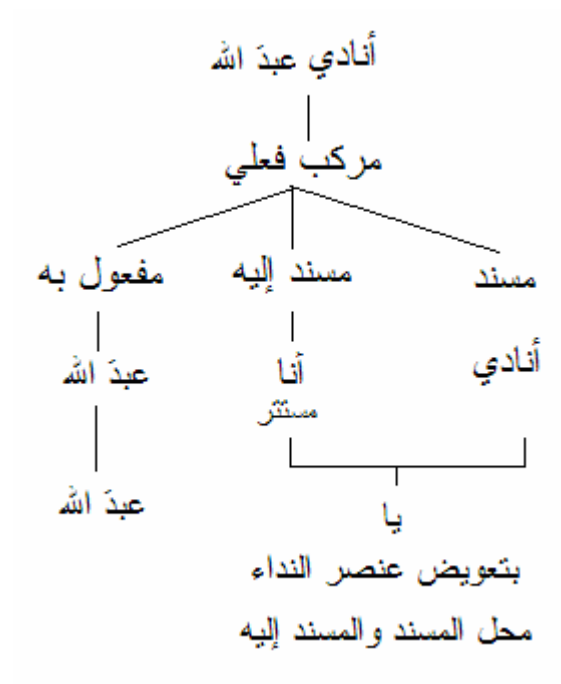 أنادي عبدَ الله
مركب فعلي
مسند مسند إليه مفعول به
أنادي أنا عبدَ الله
مستتر
يا عبدَ الله
بتعويض عنصر النداء
محل المسند والمسند إليه